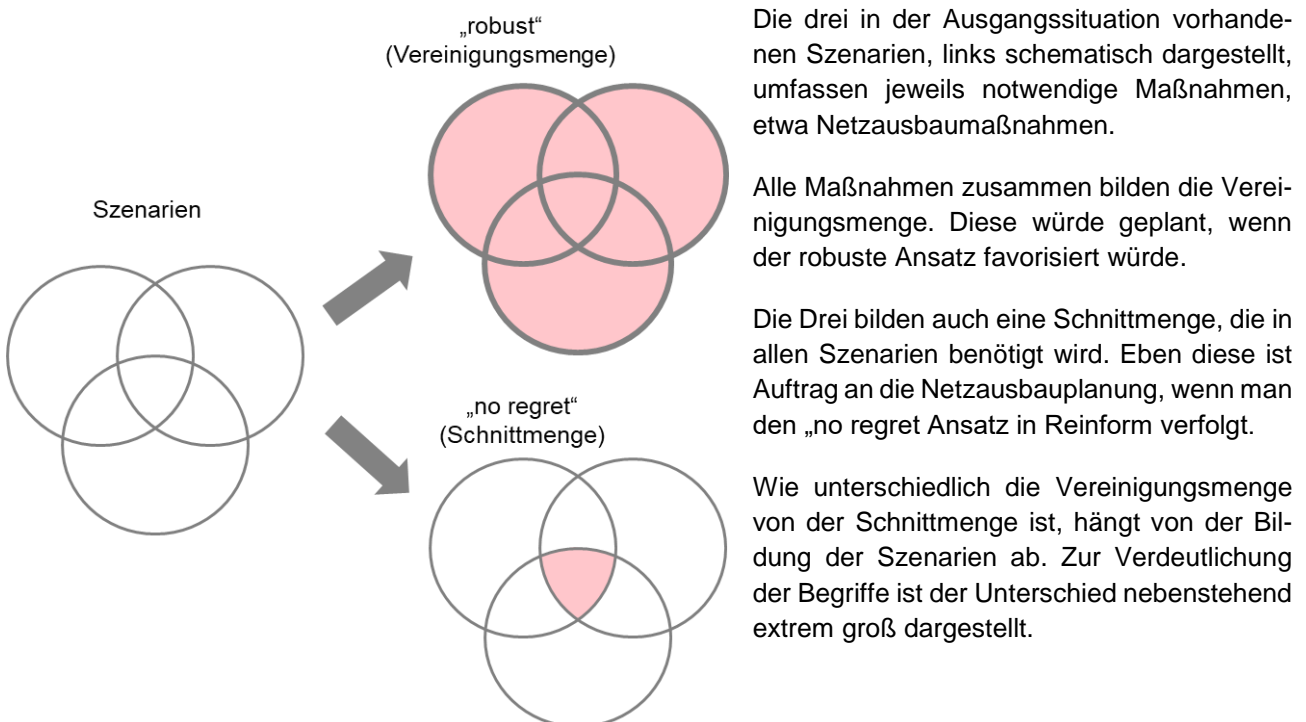 „robust“
(Vereinigungsmenge)
Szenarien
„no regret“
(Schnittmenge)
Die drei in der Ausgangssituation vorhande-
nen Szenarien, links schematisch dargestellt,
umfassen jeweils notwendige Maßnahmen,
etwa Netzausbaumaßnahmen.
Alle Maßnahmen zusammen bilden die Verei-
nigungsmenge. Diese würde geplant, wenn
der robuste Ansatz favorisiert würde.
Die Drei bilden auch eine Schnittmenge, die in
allen Szenarien benötigt wird. Eben diese ist
Auftrag an die Netzausbauplanung, wenn man
den „no regret Ansatz in Reinform verfolgt.
Wie unterschiedlich die Vereinigungsmenge
von der Schnittmenge ist, hängt von der Bil-
dung der Szenarien ab. Zur Verdeutlichung
der Begriffe ist der Unterschied nebenstehend
extrem groß dargestellt.